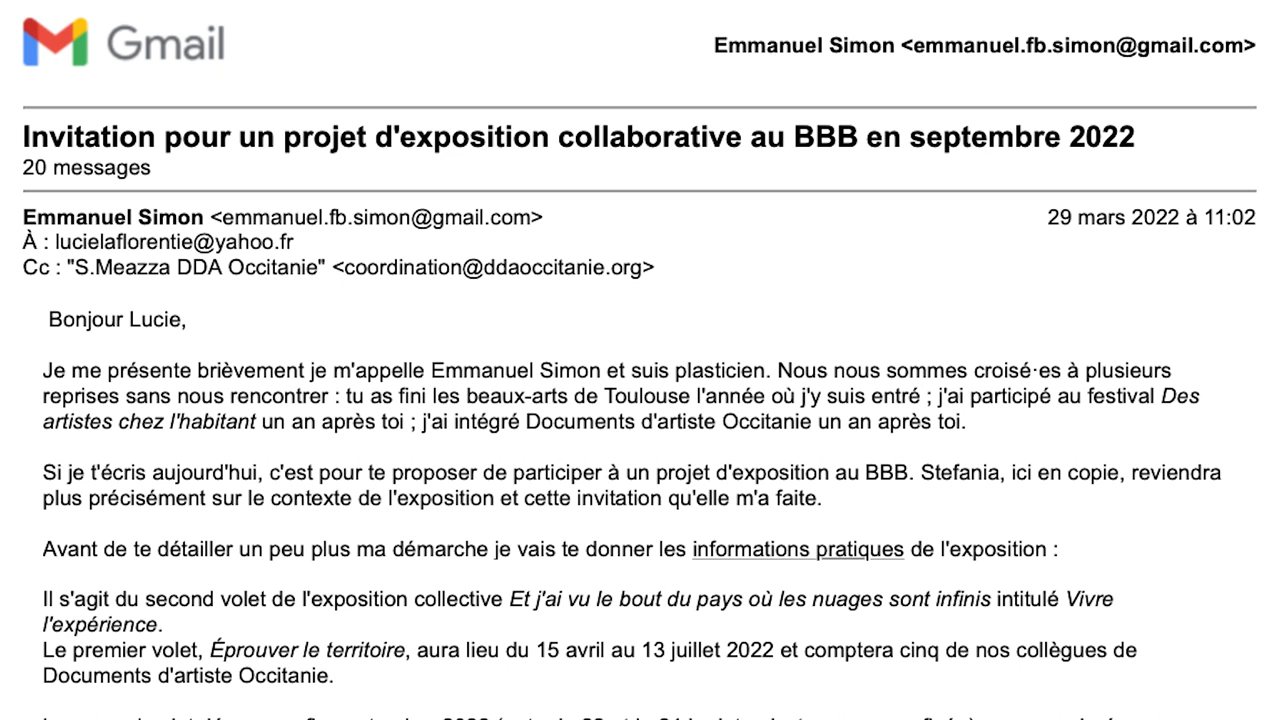 Gmail
Emmanuel Simon <emmanuel.fb.simon@gmail.com>
Invitation pour un projet d'exposition collaborative au BBB en septembre 2022
20 messages
Emmanuel Simon <emmanuel.fb.simon@gmail.com>
29 mars 2022 à 11:02
À : lucielaflorentie@yahoo.fr
Cc : "S.Meazza DDA Occitanie" <coordination@ddaoccitanie.org>
Bonjour Lucie,
Je me présente brièvement je m'appelle Emmanuel Simon et suis plasticien. Nous nous sommes croisé·es à plusieurs
reprises sans nous rencontrer : tu as fini les beaux-arts de Toulouse l'année où j'y suis entré ; j'ai participé au festival Des
artistes chez l'habitant un an après toi ; j'ai intégré Documents d'artiste Occitanie un an après toi.
Si je t'écris aujourd'hui, c'est pour te proposer de participer à un projet d'exposition au BBB. Stefania, ici en copie, reviendra
plus précisément sur le contexte de l'exposition et cette invitation qu'elle m'a faite.
Avant de te détailler un peu plus ma démarche je vais te donner les informations pratiques de l'exposition :
Il s'agit du second volet de l'exposition collective Et j'ai vu le bout du pays où les nuages sont infinis intitulé Vivre
l'expérience.
Le premier volet, Éprouver le territoire, aura lieu du 15 avril au 13 juillet 2022 et comptera cinq de nos collègues de
Documents d'artiste Occitanie.